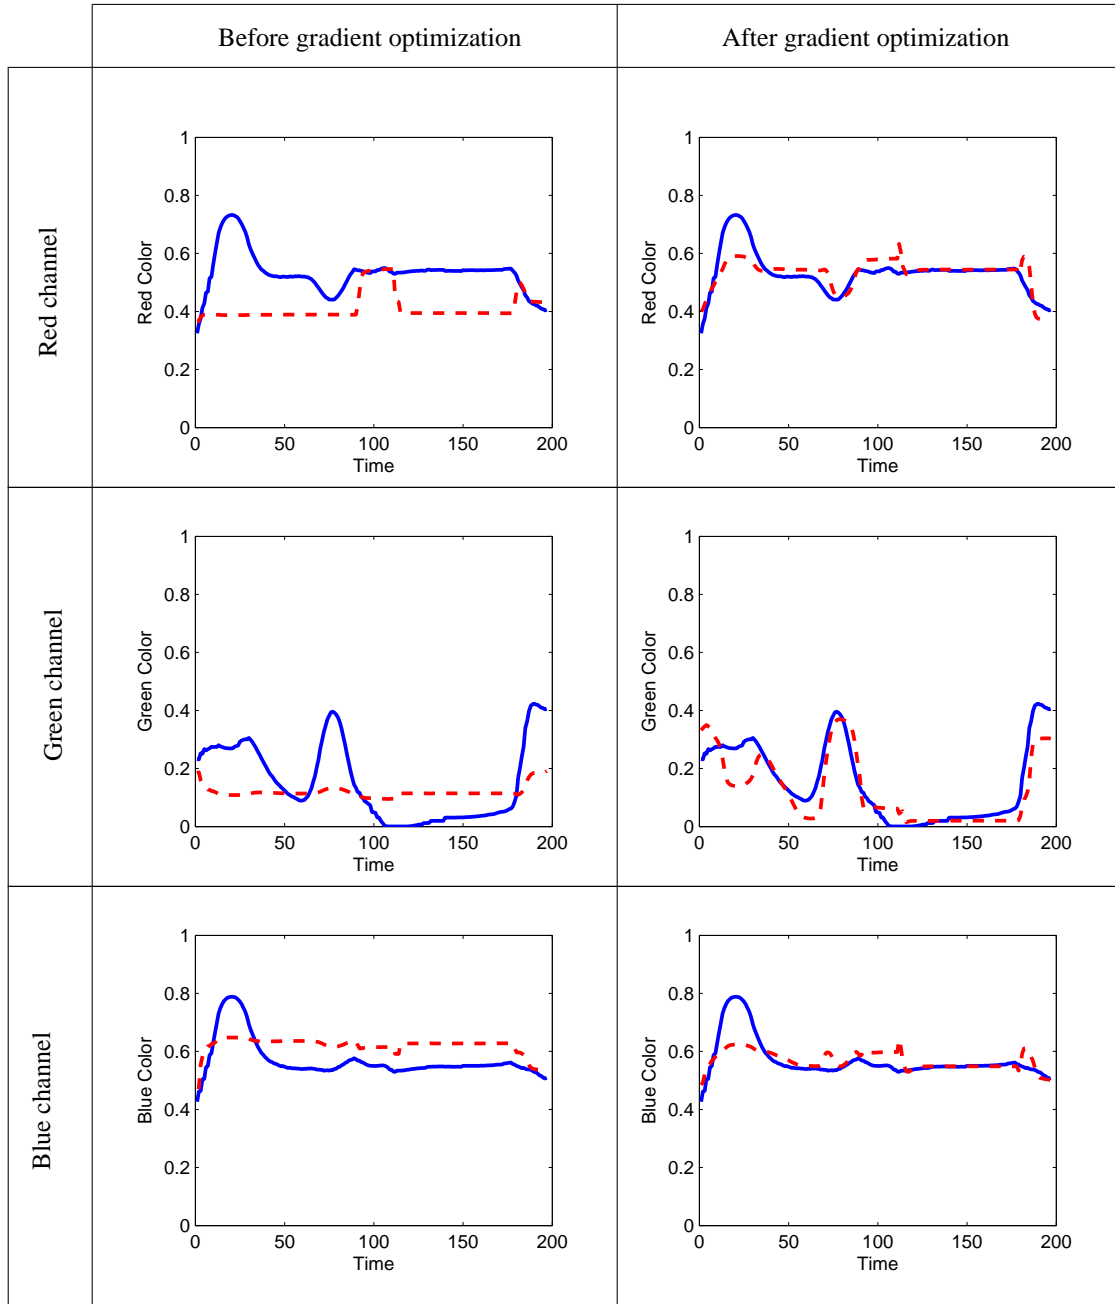 Before gradient optimization
After gradient optimization
Red channel
1
0.8
0.6
0.4
0.2
0
Red Color
0 50 100 150 200
Time
1
0.8
0.6
0.4
0.2
0
Red Color
0 50 100 150 200
Time
Green channel
1
0.8
0.6
0.4
0.2
0
Green Color
0 50 100 150 200
Time
1
0.8
0.6
0.4
0.2
0
Green Color
0 50 100 150 200
Time
Blue channel
1
0.8
0.6
0.4
0.2
0
Blue Color
0 50 100 150 200
Time
1
0.8
0.6
0.4
0.2
0
Blue Color
0 50 100 150 200
Time